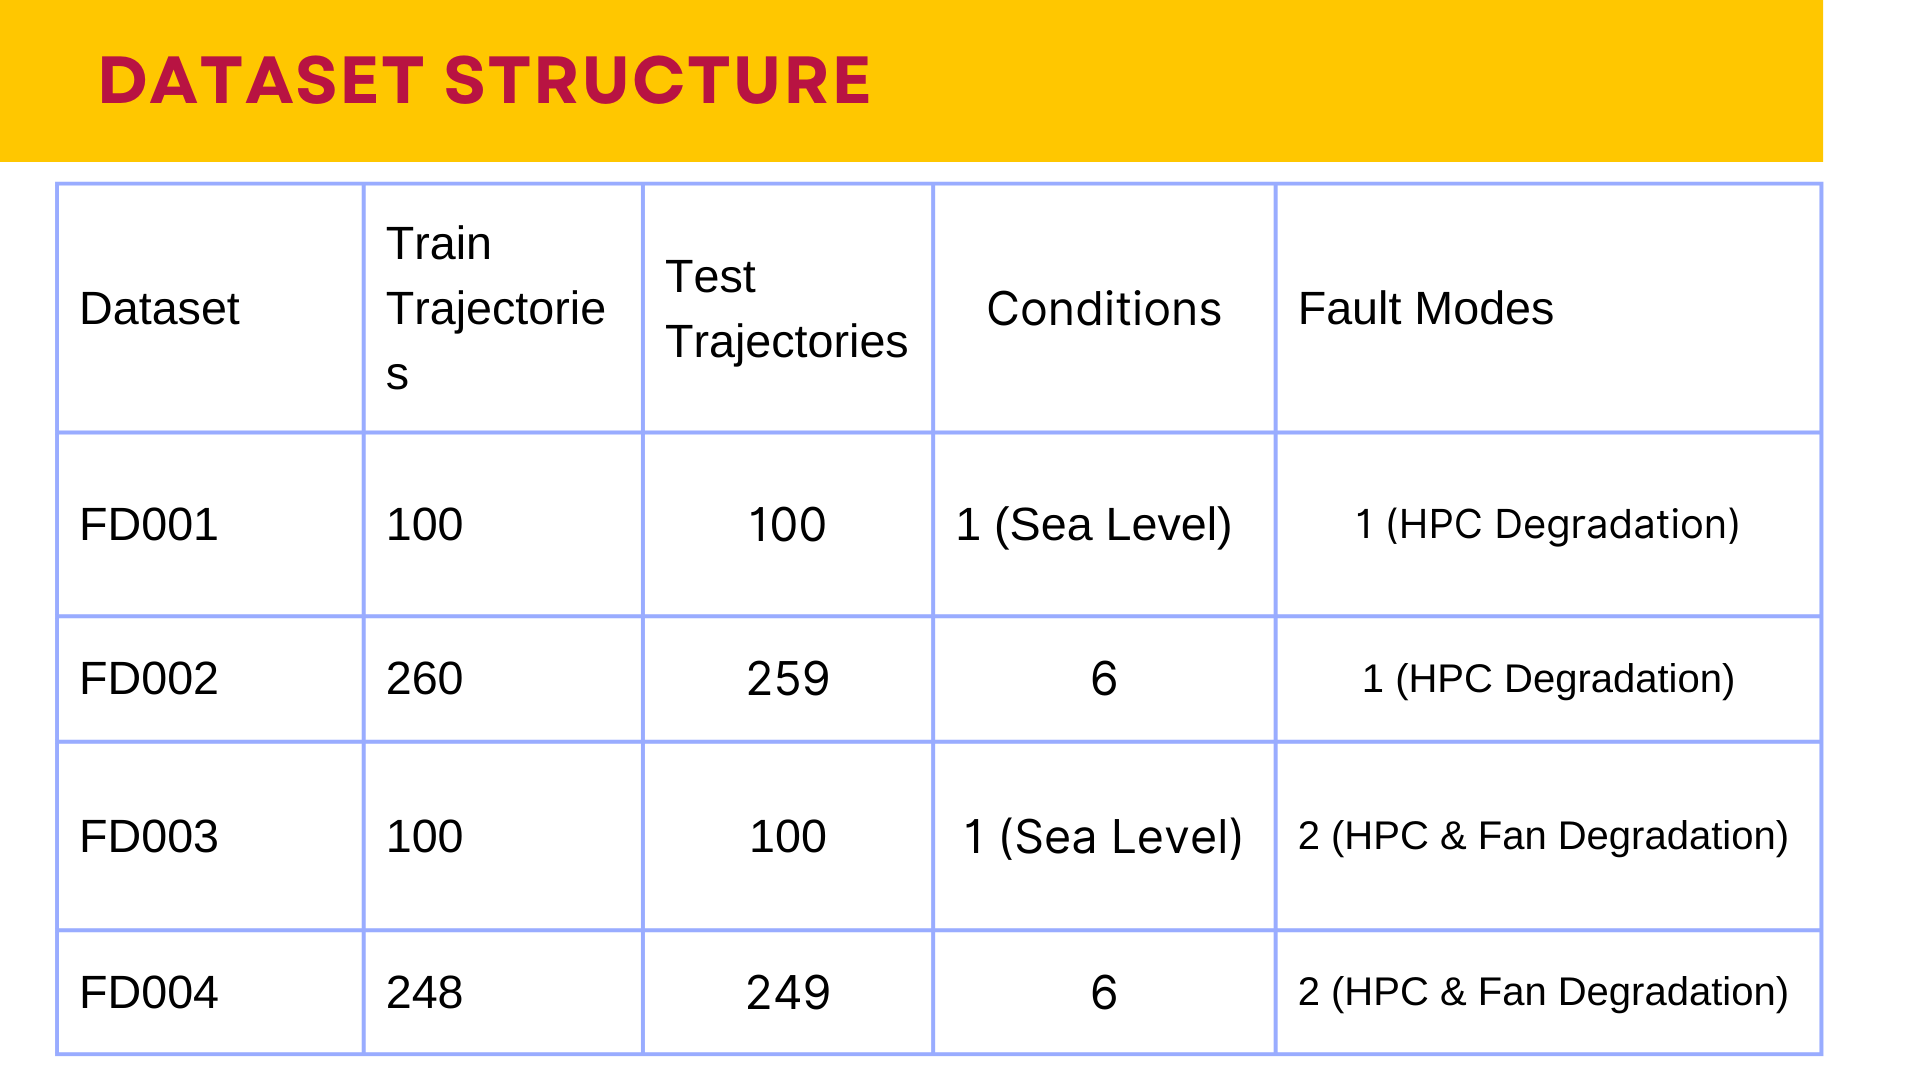 DATASET STRUCTURE
Dataset
Train
Trajectorie
s
Test
Trajectories
Conditions
Fault Modes
FD001
100
100
1 (Sea Level)
1 (HPC Degradation)
FD002
260
259
6
1 (HPC Degradation)
FD003
100
100
1 (Sea Level)
2 (HPC & Fan Degradation)
FD004
248
249
6
2 (HPC & Fan Degradation)